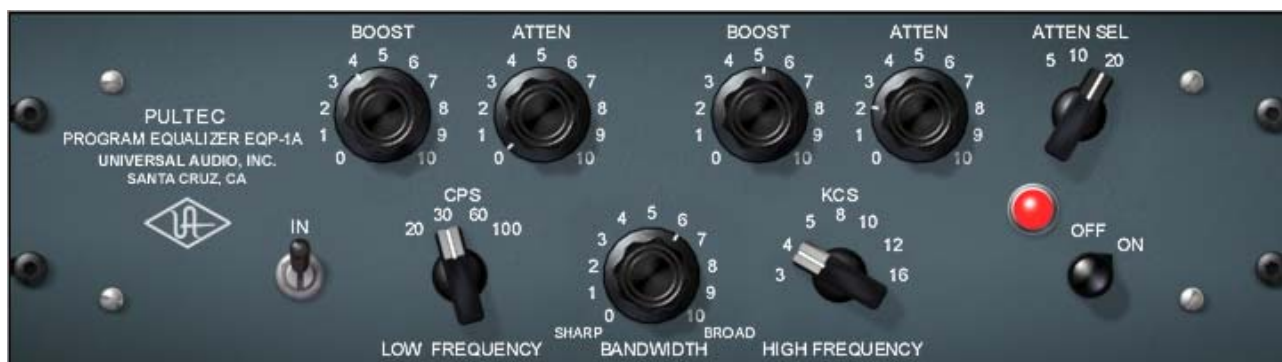 BOOST
0 1 2 3 4 5 6 7 8 9 10
ATTEN
0 1 2 3 4 5 6 7 8 9 10
BOOST
0 1 2 3 4 5 6 7 8 9 10
ATTEN
0 1 2 3 4 5 6 7 8 9 10
ATTEN SEL
5 10 20
PULTEC
PROGRAM EQUALIZER EQP-1A
UNIVERSAL AUDIO, INC.
SANTA CRUZ, CA
UA
IN
CPS
20 30 60 100
LOW FREQUENCY
0 1 2 3 4 5 6 7 8 9 10
SHARP BROAD
BANDWIDTH
KCS
3 4 5 8 10 12 16
HIGH FREQUENCY
OFF ON